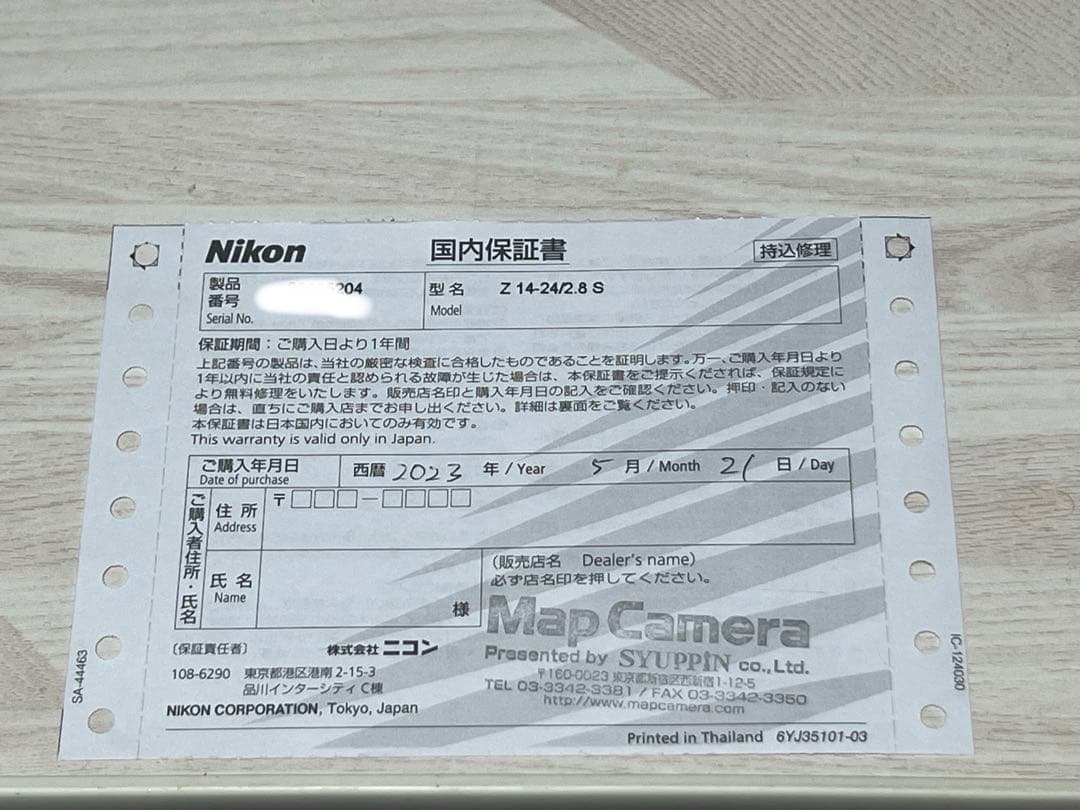 Nikon 国内保証書 持込修理
製品番号 204 型名 Z 14-24/2.8 S
Serial No. Model
保証期間：ご購入日より1年間
上記番号の製品は、当社の厳密な検査に合格したものであることを証明します。万一、ご購入年月日より
1年以内に当社の責任と認められる故障が生じた場合は、本保証書をご提示くだされば、保証規定に
より無料修理をいたします。販売店名印と購入年月日の記入をご確認ください。押印・記入のない
場合は、直ちにご購入店までお申し出ください。詳細は裏面をご覧ください。
本保証書は日本国内においてのみ有効です。
This warranty is valid only in Japan.
ご購入年月日 西暦 2023 年/Year 5 月/Month 21 日/Day
Date of purchase
ご購入者住所・氏名
住所 〒□□□－□□□□
Address
氏名
Name
様
（販売店名 Dealer's name）
必ず店名印を押してください。
Map Camera
Presented by SYUPPIN co.,Ltd.
〒160-0023 東京都新宿区西新宿1-12-5
TEL 03-3342-3381 / FAX 03-3342-3350
http://www.mapcamera.com
〔保証責任者〕 株式会社 ニコン
108-6290 東京都港区港南2-15-3
品川インターシティC棟
NIKON CORPORATION, Tokyo, Japan
Printed in Thailand 6YJ35101-03
SA-44463
IC-124030